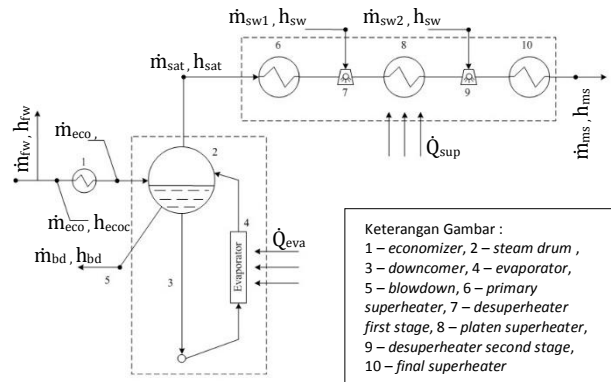 ṁsw1 , hsw
ṁsw2 , hsw
6
8
10
ṁsat , hsat
7
9
ṁms, hms
Q̇sup
ṁfw, hfw
ṁeco,
1
2
ṁeco, hecoc
4
Evaporator
Q̇eva
ṁbd, hbd
5
3
Keterangan Gambar :
1 – economizer, 2 – steam drum ,
3 – downcomer, 4 – evaporator,
5 – blowdown, 6 – primary
superheater, 7 – desuperheater
first stage, 8 – platen superheater,
9 – desuperheater second stage,
10 – final superheater